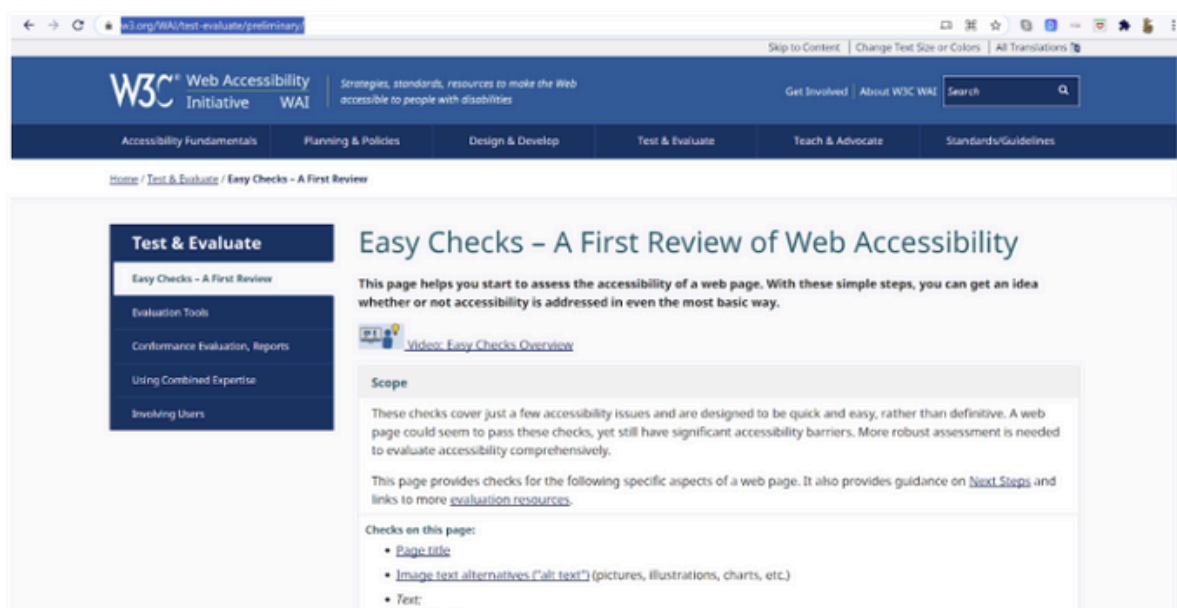 w3.org/WAI/test-evaluate/preliminary/
Skip to Content | Change Text Size or Colors | All Translations
W3C® Web Accessibility Initiative WAI
Strategies, standards, resources to make the Web
accessible to people with disabilities
Get Involved | About W3C WAI
Search
Accessibility Fundamentals Planning & Policies Design & Develop Test & Evaluate Teach & Advocate Standards/Guidelines
Home / Test & Evaluate / Easy Checks – A First Review
Test & Evaluate
Easy Checks – A First Review
Evaluation Tools
Conformance Evaluation, Reports
Using Combined Expertise
Involving Users
Easy Checks – A First Review of Web Accessibility
This page helps you start to assess the accessibility of a web page. With these simple steps, you can get an idea
whether or not accessibility is addressed in even the most basic way.
Video: Easy Checks Overview
Scope
These checks cover just a few accessibility issues and are designed to be quick and easy, rather than definitive. A web
page could seem to pass these checks, yet still have significant accessibility barriers. More robust assessment is needed
to evaluate accessibility comprehensively.
This page provides checks for the following specific aspects of a web page. It also provides guidance on Next Steps and
links to more evaluation resources.
Checks on this page:
• Page title
• Image text alternatives ("alt text") (pictures, illustrations, charts, etc.)
• Text: